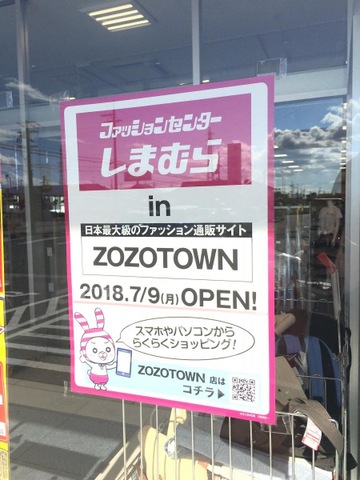 ファッションセンター
しまむら
in
日本最大級のファッション通販サイト
ZOZOTOWN
2018.7/9(月) OPEN!
スマホやパソコンから
らくらくショッピング!
ZOZOTOWN 店は
コチラ▶